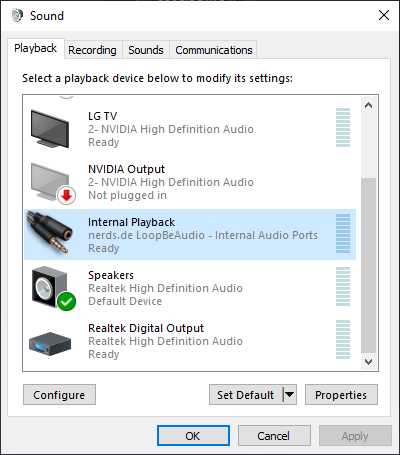 Sound
Playback
Recording
Sounds
Communications
Select a playback device below to modify its settings:
LG TV
2- NVIDIA High Definition Audio
Ready
NVIDIA Output
2- NVIDIA High Definition Audio
Not plugged in
Internal Playback
nerds.de LoopBeAudio - Internal Audio Ports
Ready
Speakers
Realtek High Definition Audio
Default Device
Realtek Digital Output
Realtek High Definition Audio
Ready
Configure
Set Default
Properties
OK
Cancel
Apply